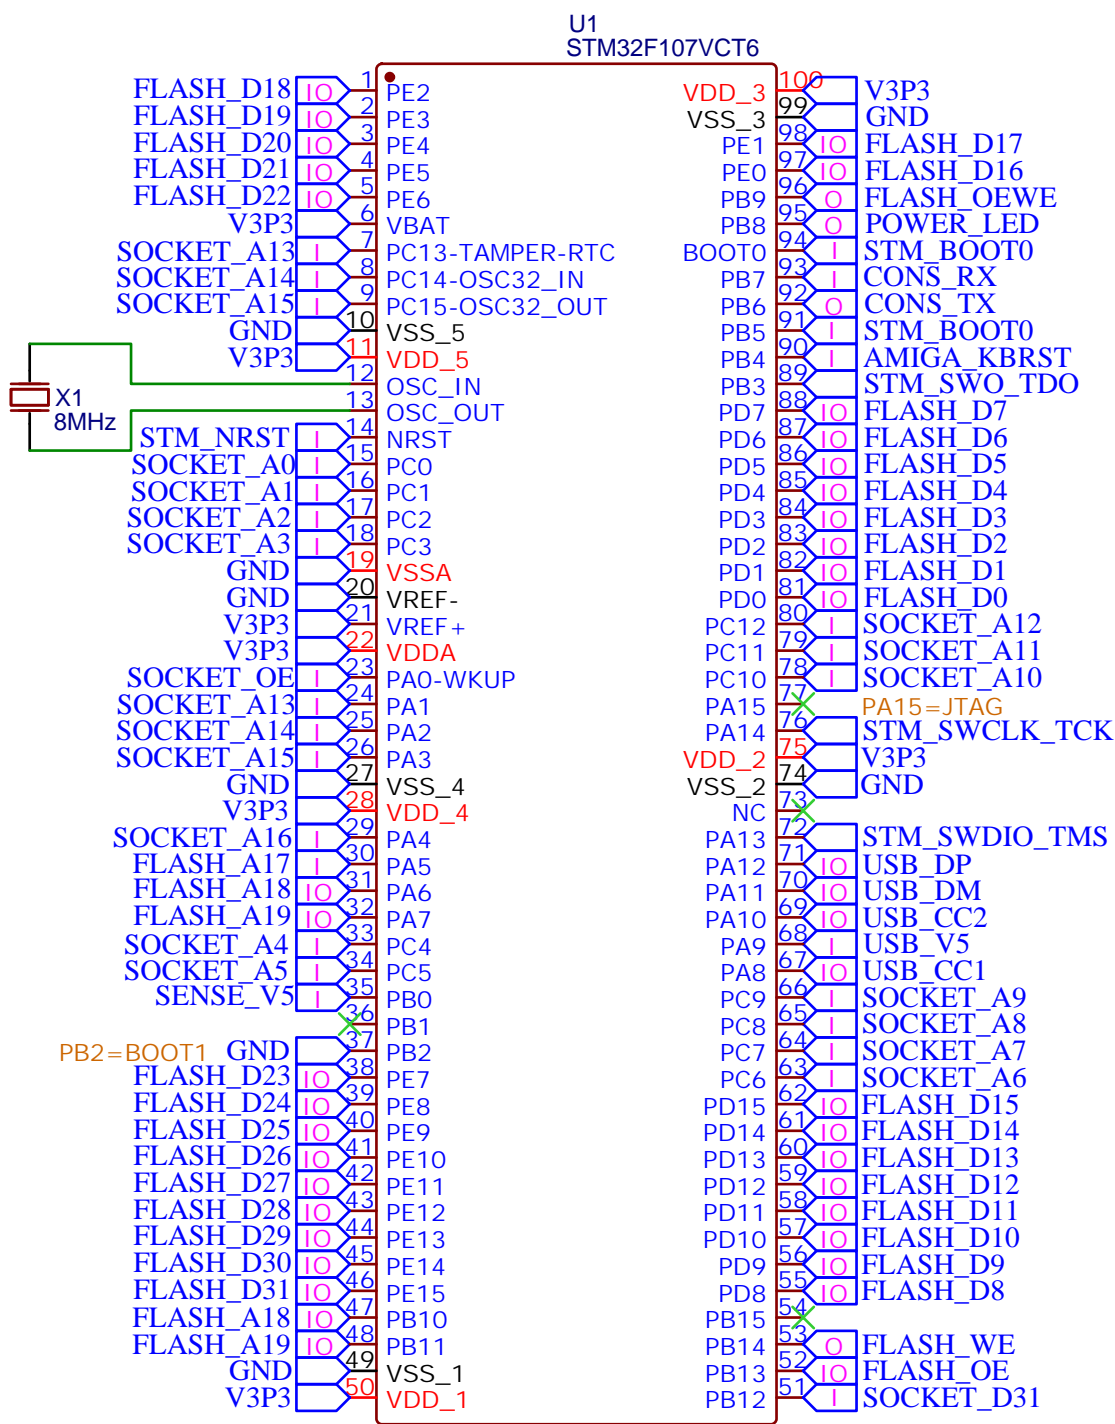 U1
STM32F107VCT6
FLASH_D18 IO 1 PE2
FLASH_D19 IO 2 PE3
FLASH_D20 IO 3 PE4
FLASH_D21 IO 4 PE5
FLASH_D22 IO 5 PE6
V3P3 6 VBAT
SOCKET_A13 I 7 PC13-TAMPER-RTC
SOCKET_A14 I 8 PC14-OSC32_IN
SOCKET_A15 I 9 PC15-OSC32_OUT
GND 10 VSS_5
V3P3 11 VDD_5
12 OSC_IN
X1
8MHz
13 OSC_OUT
STM_NRST I 14 NRST
SOCKET_A0 I 15 PC0
SOCKET_A1 I 16 PC1
SOCKET_A2 I 17 PC2
SOCKET_A3 I 18 PC3
GND 19 VSSA
GND 20 VREF-
V3P3 21 VREF+
V3P3 22 VDDA
SOCKET_OE I 23 PA0-WKUP
SOCKET_A13 I 24 PA1
SOCKET_A14 I 25 PA2
SOCKET_A15 I 26 PA3
GND 27 VSS_4
V3P3 28 VDD_4
SOCKET_A16 I 29 PA4
FLASH_A17 I 30 PA5
FLASH_A18 IO 31 PA6
FLASH_A19 IO 32 PA7
SOCKET_A4 I 33 PC4
SOCKET_A5 I 34 PC5
SENSE_V5 I 35 PB0
36 PB1
PB2=BOOT1 GND 37 PB2
FLASH_D23 IO 38 PE7
FLASH_D24 IO 39 PE8
FLASH_D25 IO 40 PE9
FLASH_D26 IO 41 PE10
FLASH_D27 IO 42 PE11
FLASH_D28 IO 43 PE12
FLASH_D29 IO 44 PE13
FLASH_D30 IO 45 PE14
FLASH_D31 IO 46 PE15
FLASH_A18 IO 47 PB10
FLASH_A19 IO 48 PB11
GND 49 VSS_1
V3P3 50 VDD_1
VDD_3 100 V3P3
VSS_3 99 GND
PE1 98 IO FLASH_D17
PE0 97 IO FLASH_D16
PB9 96 O FLASH_OEWE
PB8 95 O POWER_LED
BOOT0 94 I STM_BOOT0
PB7 93 I CONS_RX
PB6 92 O CONS_TX
PB5 91 I STM_BOOT0
PB4 90 I AMIGA_KBRST
PB3 89 STM_SWO_TDO
PD7 88 IO FLASH_D7
PD6 87 IO FLASH_D6
PD5 86 IO FLASH_D5
PD4 85 IO FLASH_D4
PD3 84 IO FLASH_D3
PD2 83 IO FLASH_D2
PD1 82 IO FLASH_D1
PD0 81 IO FLASH_D0
PC12 80 I SOCKET_A12
PC11 79 I SOCKET_A11
PC10 78 I SOCKET_A10
PA15 77 PA15=JTAG
PA14 76 STM_SWCLK_TCK
VDD_2 75 V3P3
VSS_2 74 GND
NC 73
PA13 72 STM_SWDIO_TMS
PA12 71 IO USB_DP
PA11 70 IO USB_DM
PA10 69 IO USB_CC2
PA9 68 I USB_V5
PA8 67 IO USB_CC1
PC9 66 I SOCKET_A9
PC8 65 I SOCKET_A8
PC7 64 I SOCKET_A7
PC6 63 I SOCKET_A6
PD15 62 IO FLASH_D15
PD14 61 IO FLASH_D14
PD13 60 IO FLASH_D13
PD12 59 IO FLASH_D12
PD11 58 IO FLASH_D11
PD10 57 IO FLASH_D10
PD9 56 IO FLASH_D9
PD8 55 IO FLASH_D8
PB15 54
PB14 53 O FLASH_WE
PB13 52 IO FLASH_OE
PB12 51 I SOCKET_D31